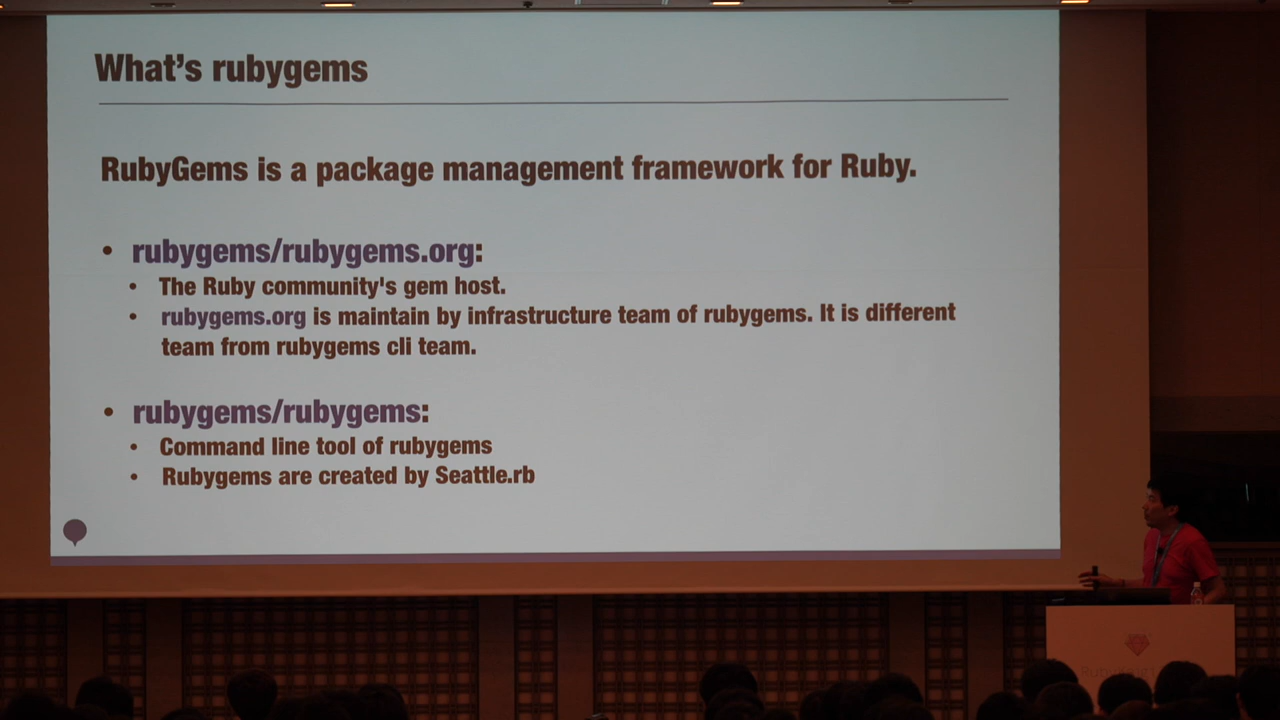 What's rubygems
RubyGems is a package management framework for Ruby.
• rubygems/rubygems.org:
• The Ruby community's gem host.
• rubygems.org is maintain by infrastructure team of rubygems. It is different
team from rubygems cli team.
• rubygems/rubygems:
• Command line tool of rubygems
• Rubygems are created by Seattle.rb